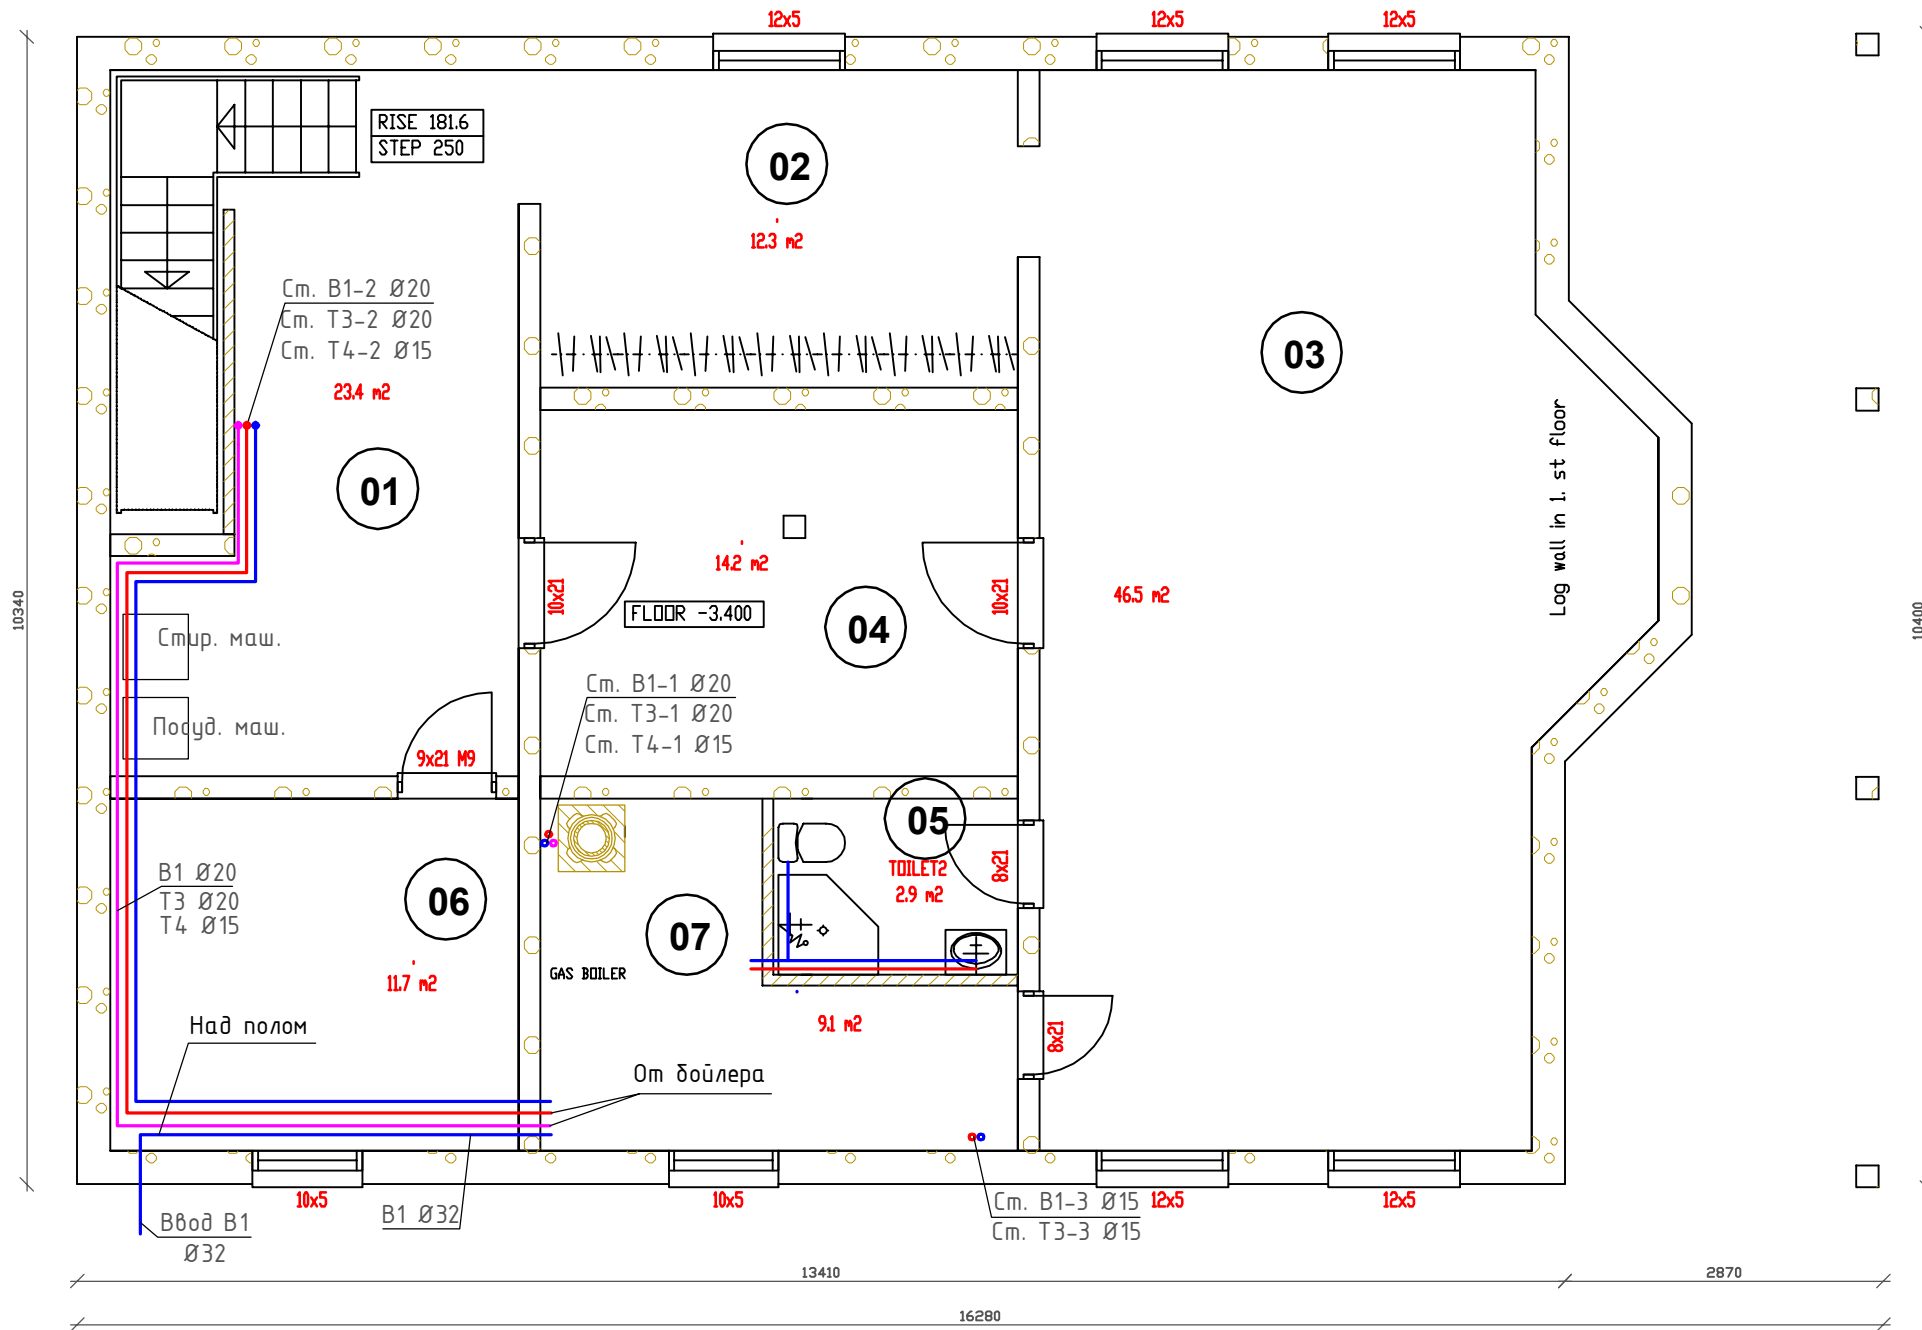 12x5
12x5
12x5
RISE 181.6
STEP 250
02
12.3 m2
Ст. В1-2 Ø20
Ст. Т3-2 Ø20
Ст. Т4-2 Ø15
23.4 m2
03
Log wall in 1. st floor
01
14.2 m2
10x21
10x21
FLOOR -3.400
04
46.5 m2
10340
10400
Стир. маш.
Посуд. маш.
Ст. В1-1 Ø20
Ст. Т3-1 Ø20
Ст. Т4-1 Ø15
9x21 M9
05
TOILET2
2.9 m2
8x21
В1 Ø20
Т3 Ø20
Т4 Ø15
06
07
11.7 m2
GAS BOILER
9.1 m2
8x21
Над полом
От бойлера
10x5
10x5
12x5
12x5
Ввод В1
Ø32
В1 Ø32
Ст. В1-3 Ø15
Ст. Т3-3 Ø15
13410
2870
16280